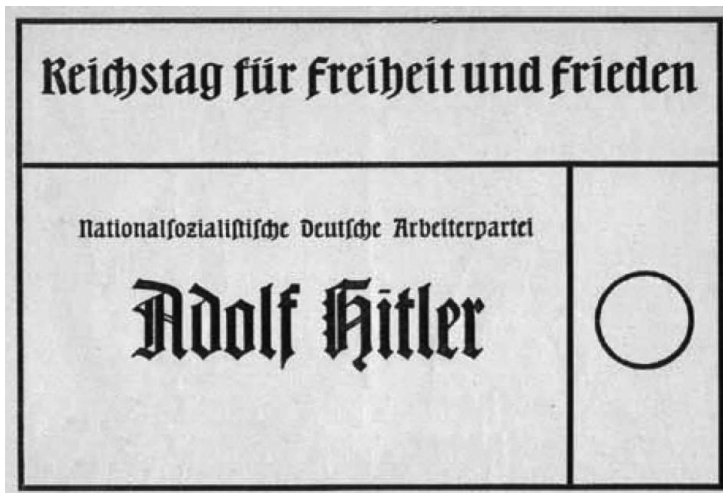 Reichstag für Freiheit und Frieden
Nationalſozialiſtiſche Deutſche Arbeiterpartei
Adolf Hitler